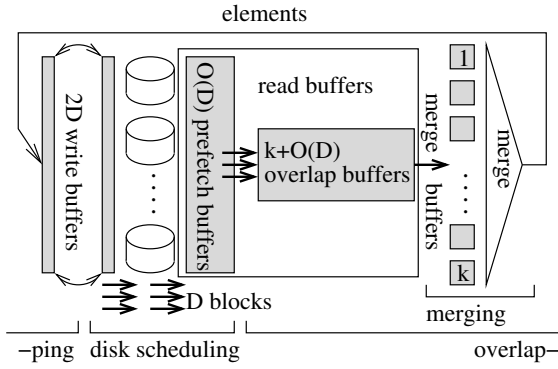 elements
2D write buffers
O(D) prefetch buffers
read buffers
k+O(D)
overlap buffers
merge
buffers
1
k
merge
D blocks
merging
–ping
disk scheduling
overlap–